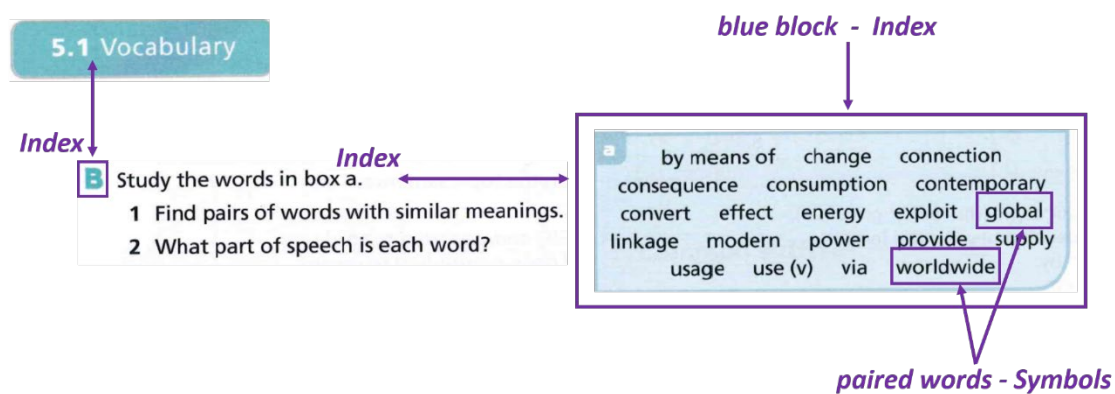 blue block - Index
5.1 Vocabulary
Index
Index
B Study the words in box a.
1 Find pairs of words with similar meanings.
2 What part of speech is each word?
a
by means of change connection
consequence consumption contemporary
convert effect energy exploit global
linkage modern power provide supply
usage use (v) via worldwide
paired words - Symbols